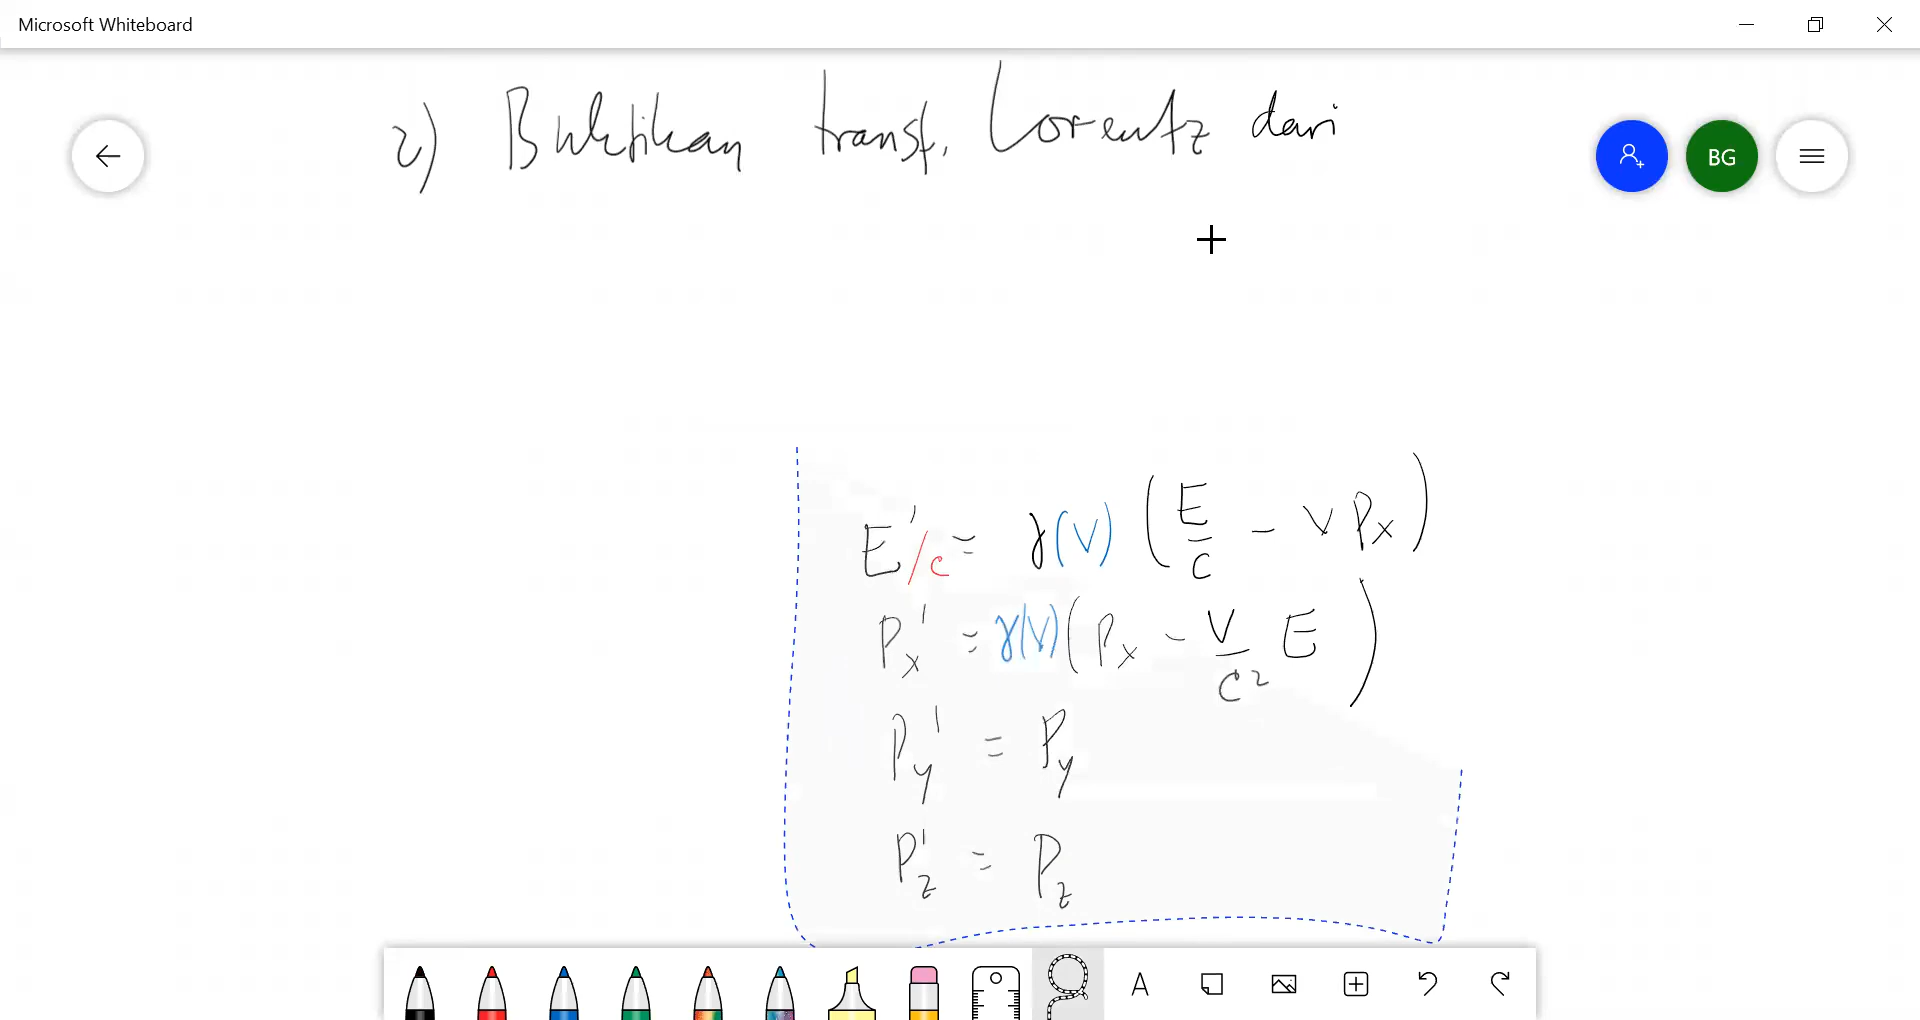 Microsoft Whiteboard
2) Buktikan transf. Lorentz dari
BG
E'/c = γ(V) (E/c - V Px)
Px' = γ(V) (Px - V/c² E)
Py' = Py
Pz' = Pz
A